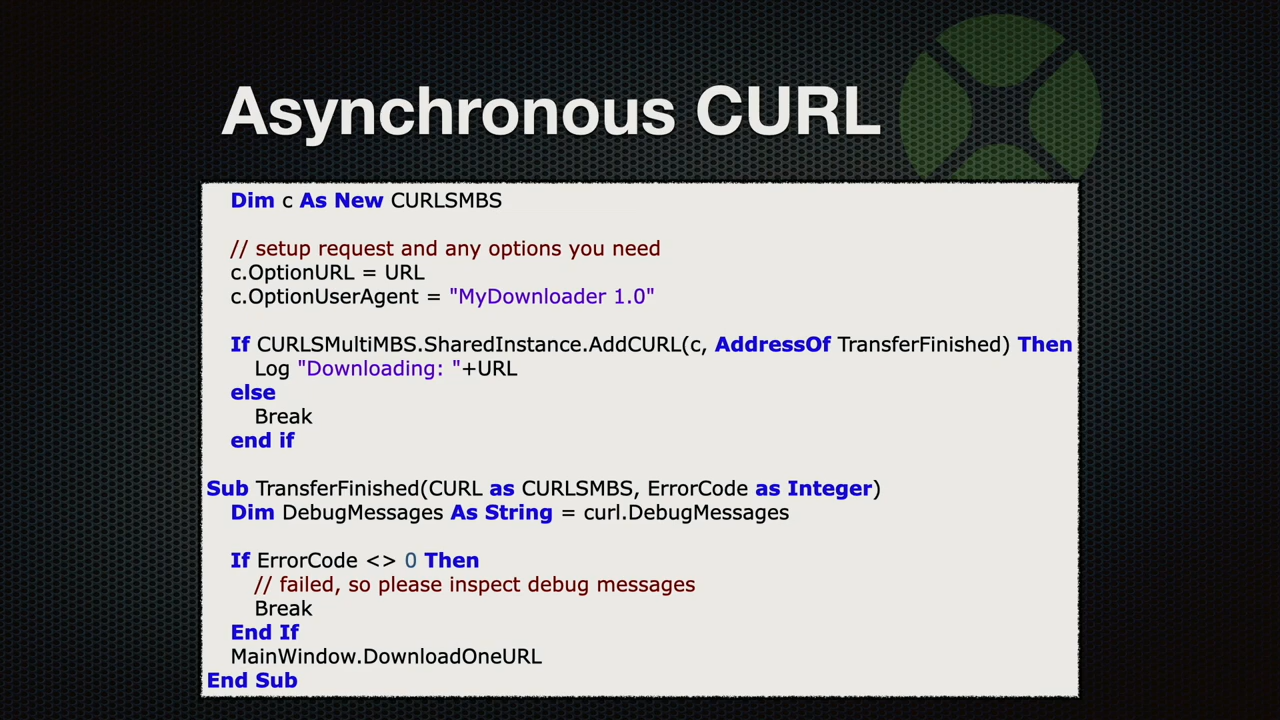 Asynchronous CURL
Dim c As New CURLSMBS
// setup request and any options you need
c.OptionURL = URL
c.OptionUserAgent = "MyDownloader 1.0"
If CURLSMultiMBS.SharedInstance.AddCURL(c, AddressOf TransferFinished) Then
Log "Downloading: "+URL
else
Break
end if
Sub TransferFinished(CURL as CURLSMBS, ErrorCode as Integer)
Dim DebugMessages As String = curl.DebugMessages
If ErrorCode <> 0 Then
// failed, so please inspect debug messages
Break
End If
MainWindow.DownloadOneURL
End Sub